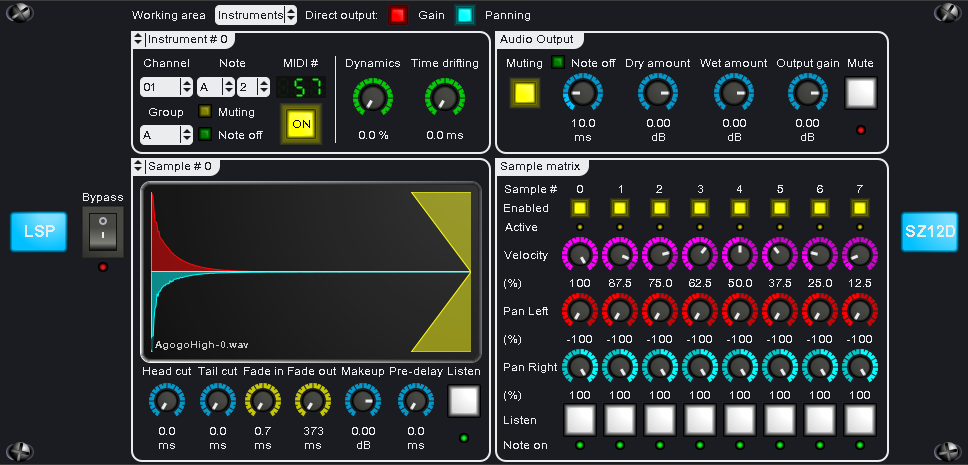 Working area Instruments Direct output: Gain Panning
Instrument # 0
Channel Note MIDI # Dynamics Time drifting
01 A 2 57
Group Muting ON
A Note off
0.0 % 0.0 ms
Audio Output
Muting Note off Dry amount Wet amount Output gain Mute
10.0 0.00 0.00 0.00
ms dB dB dB
Sample # 0
AgogoHigh-0.wav
Head cut Tail cut Fade in Fade out Makeup Pre-delay Listen
0.0 0.0 0.7 373 0.00 0.0
ms ms ms ms dB ms
Bypass
LSP
Sample matrix
Sample # 0 1 2 3 4 5 6 7
Enabled
Active
Velocity
(%) 100 87.5 75.0 62.5 50.0 37.5 25.0 12.5
Pan Left
(%) -100 -100 -100 -100 -100 -100 -100 -100
Pan Right
(%) 100 100 100 100 100 100 100 100
Listen
Note on
SZ12D